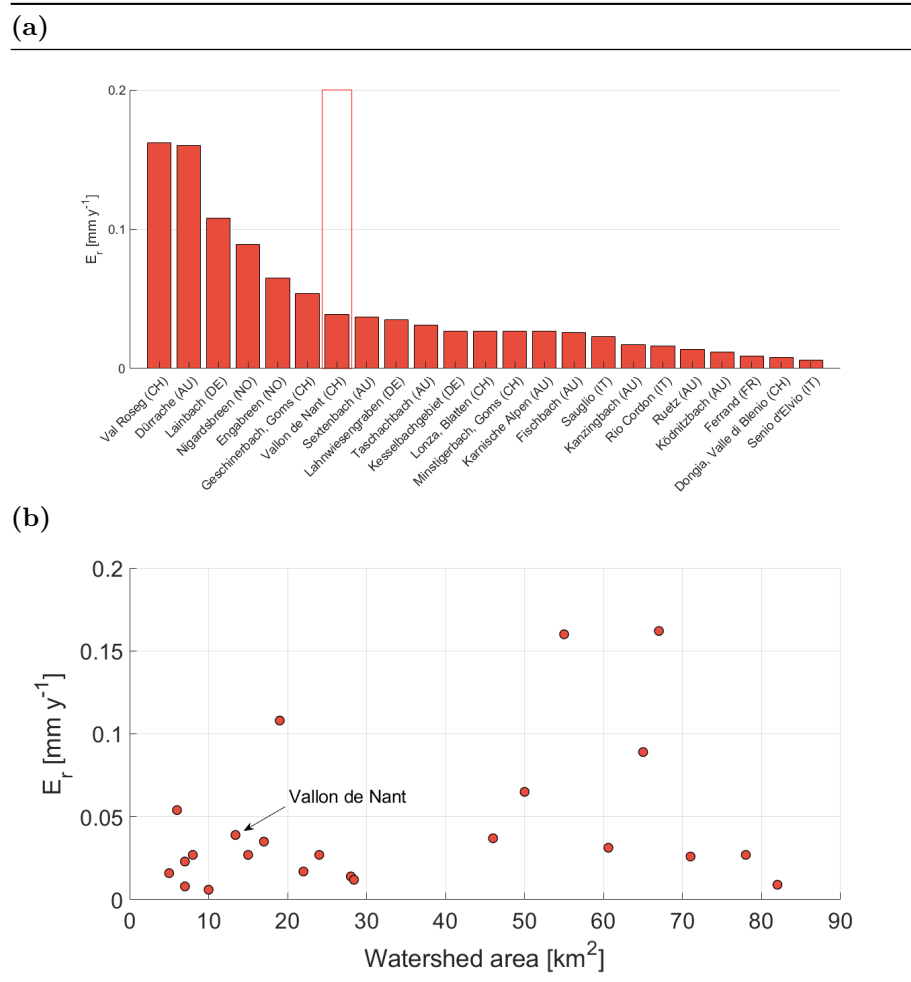 (a)
0.2
0.1
0
E_r [mm y^-1]
Val Roseg (CH)
Dürrache (AU)
Lainbach (DE)
Nigardsbreen (NO)
Engabreen (NO)
Geschinerbach, Goms (CH)
Vallon de Nant (CH)
Sextenbach (AU)
Lahnwiesengraben (DE)
Taschachbach (AU)
Kesselbachgebiet (DE)
Lonza, Blatten (CH)
Minstigerbach, Goms (CH)
Karnische Alpen (AU)
Fischbach (AU)
Sauglio (IT)
Kanzingbach (AU)
Rio Cordon (IT)
Ruetz (AU)
Ködnitzbach (AU)
Ferrand (FR)
Dongia, Valle di Blenio (CH)
Senio d'Elvio (IT)
(b)
0.2
0.15
0.1
0.05
0
E_r [mm y^-1]
Vallon de Nant
0 10 20 30 40 50 60 70 80 90
Watershed area [km^2]